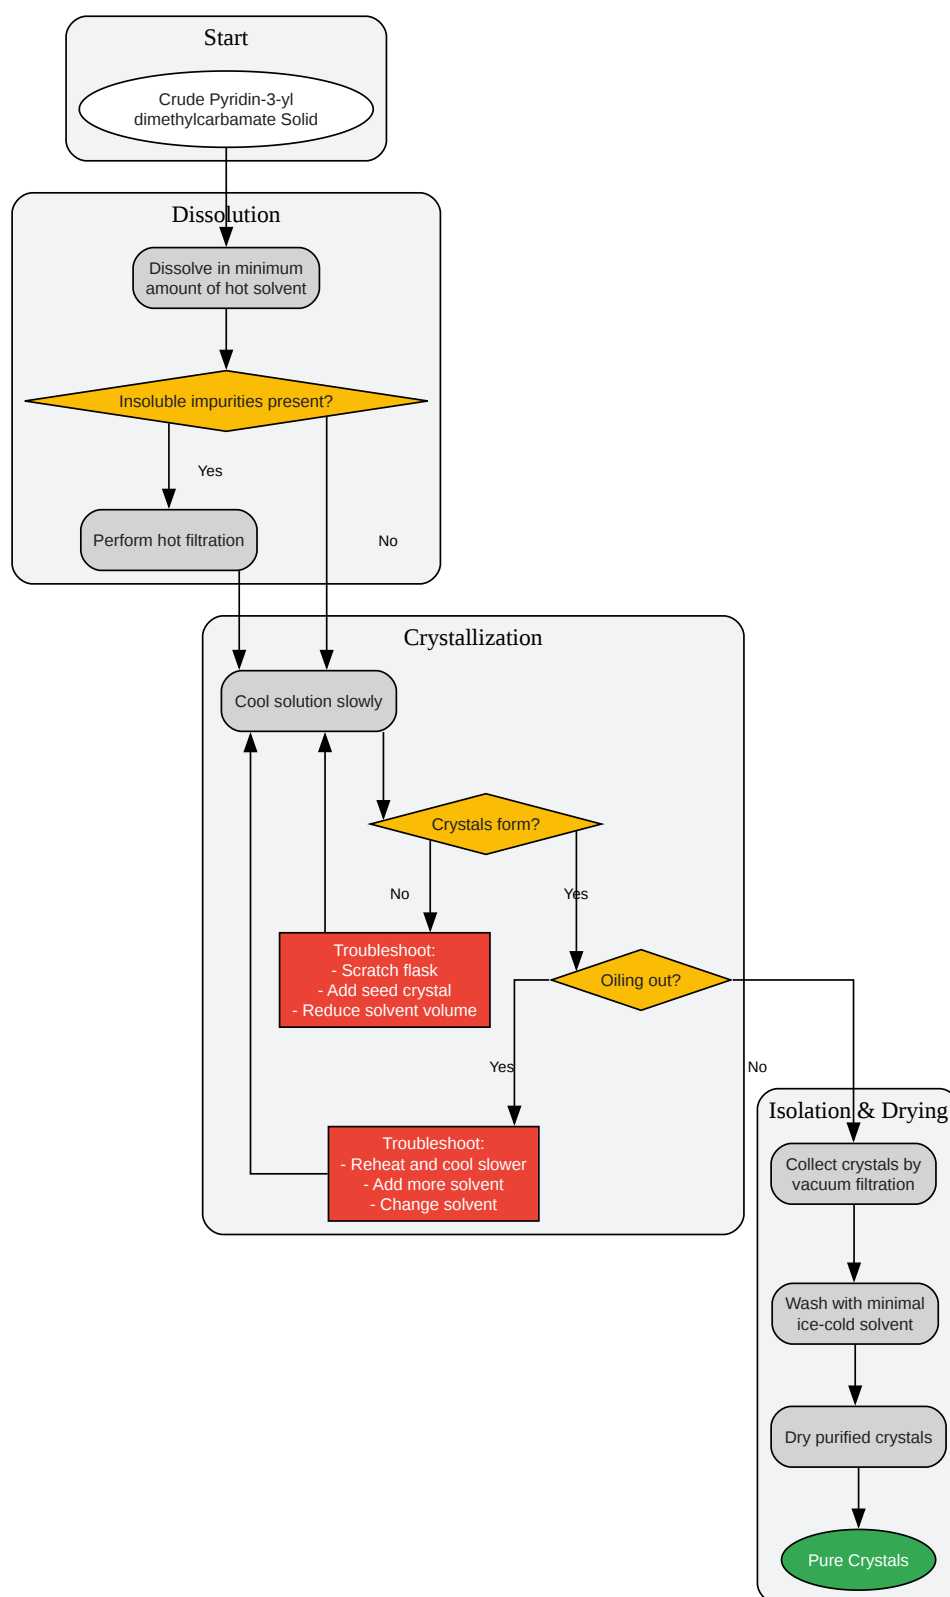 Start
Crude Pyridin-3-yl
dimethylcarbamate Solid
Dissolution
Dissolve in minimum
amount of hot solvent
Insoluble impurities present?
Yes
Perform hot filtration
No
Crystallization
Cool solution slowly
Crystals form?
No
Yes
Troubleshoot:
- Scratch flask
- Add seed crystal
- Reduce solvent volume
Oiling out?
Yes
No
Troubleshoot:
- Reheat and cool slower
- Add more solvent
- Change solvent
Isolation & Drying
Collect crystals by
vacuum filtration
Wash with minimal
ice-cold solvent
Dry purified crystals
Pure Crystals